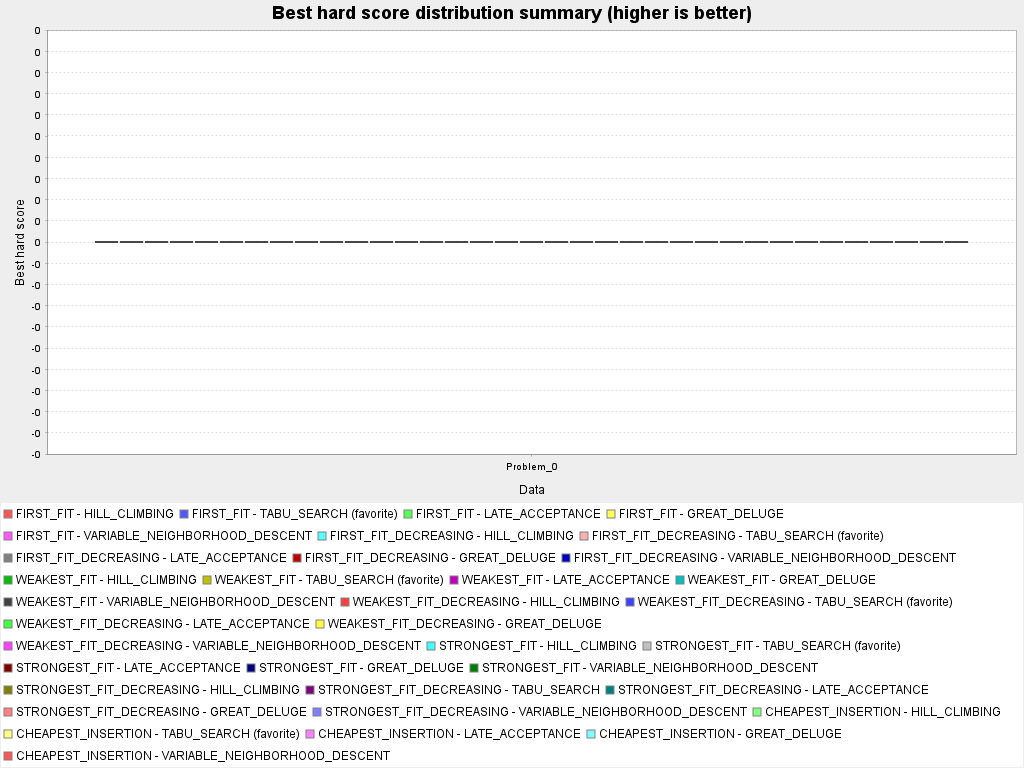 Best hard score distribution summary (higher is better)
0
0
0
0
0
0
0
0
0
0
0
-0
-0
-0
-0
-0
-0
-0
-0
-0
-0
Best hard score
Problem_0
Data
FIRST_FIT - HILL_CLIMBING FIRST_FIT - TABU_SEARCH (favorite) FIRST_FIT - LATE_ACCEPTANCE FIRST_FIT - GREAT_DELUGE
FIRST_FIT - VARIABLE_NEIGHBORHOOD_DESCENT FIRST_FIT_DECREASING - HILL_CLIMBING FIRST_FIT_DECREASING - TABU_SEARCH (favorite)
FIRST_FIT_DECREASING - LATE_ACCEPTANCE FIRST_FIT_DECREASING - GREAT_DELUGE FIRST_FIT_DECREASING - VARIABLE_NEIGHBORHOOD_DESCENT
WEAKEST_FIT - HILL_CLIMBING WEAKEST_FIT - TABU_SEARCH (favorite) WEAKEST_FIT - LATE_ACCEPTANCE WEAKEST_FIT - GREAT_DELUGE
WEAKEST_FIT - VARIABLE_NEIGHBORHOOD_DESCENT WEAKEST_FIT_DECREASING - HILL_CLIMBING WEAKEST_FIT_DECREASING - TABU_SEARCH (favorite)
WEAKEST_FIT_DECREASING - LATE_ACCEPTANCE WEAKEST_FIT_DECREASING - GREAT_DELUGE
WEAKEST_FIT_DECREASING - VARIABLE_NEIGHBORHOOD_DESCENT STRONGEST_FIT - HILL_CLIMBING STRONGEST_FIT - TABU_SEARCH (favorite)
STRONGEST_FIT - LATE_ACCEPTANCE STRONGEST_FIT - GREAT_DELUGE STRONGEST_FIT - VARIABLE_NEIGHBORHOOD_DESCENT
STRONGEST_FIT_DECREASING - HILL_CLIMBING STRONGEST_FIT_DECREASING - TABU_SEARCH STRONGEST_FIT_DECREASING - LATE_ACCEPTANCE
STRONGEST_FIT_DECREASING - GREAT_DELUGE STRONGEST_FIT_DECREASING - VARIABLE_NEIGHBORHOOD_DESCENT CHEAPEST_INSERTION - HILL_CLIMBING
CHEAPEST_INSERTION - TABU_SEARCH (favorite) CHEAPEST_INSERTION - LATE_ACCEPTANCE CHEAPEST_INSERTION - GREAT_DELUGE
CHEAPEST_INSERTION - VARIABLE_NEIGHBORHOOD_DESCENT